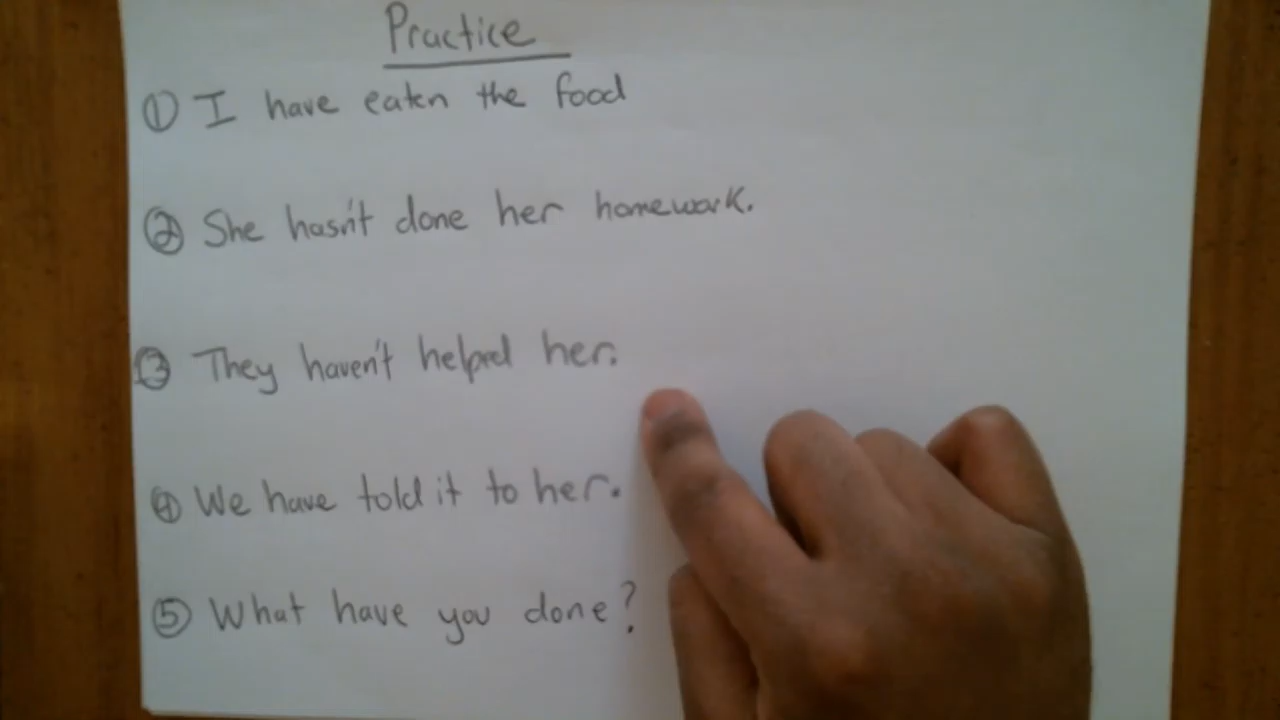 Practice
① I have eaten the food
② She hasn't done her homework.
③ They haven't helped her.
④ We have told it to her.
⑤ What have you done?